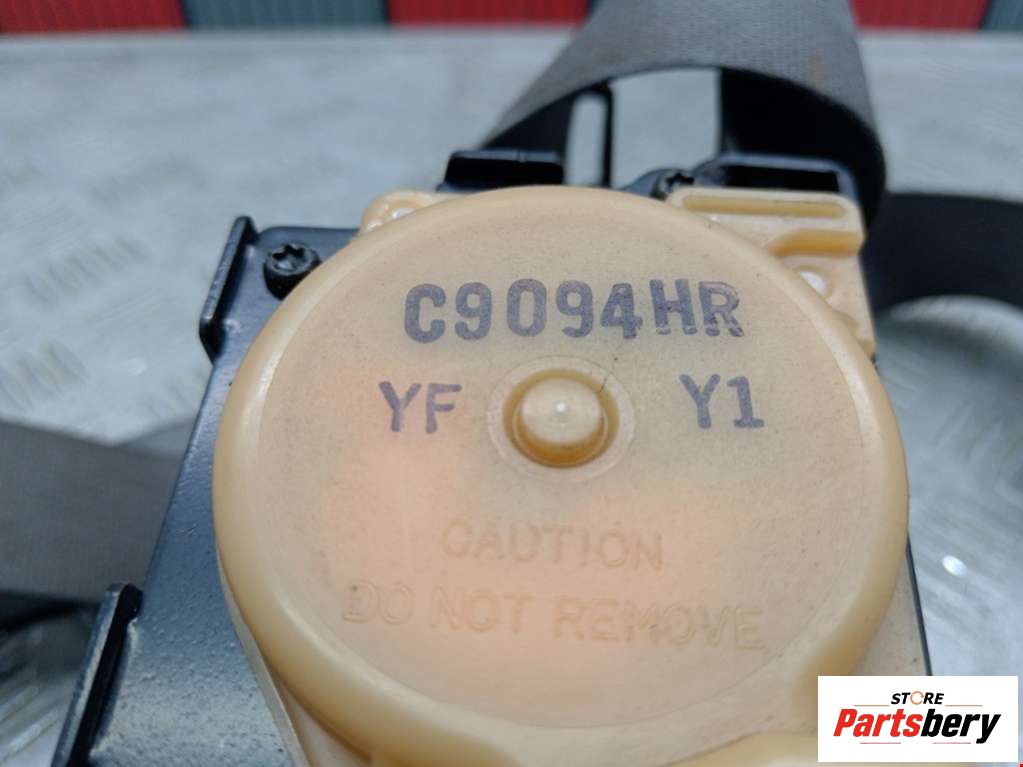 C9094HR
YF Y1
CAUTION
DO NOT REMOVE
STORE
Partsbery